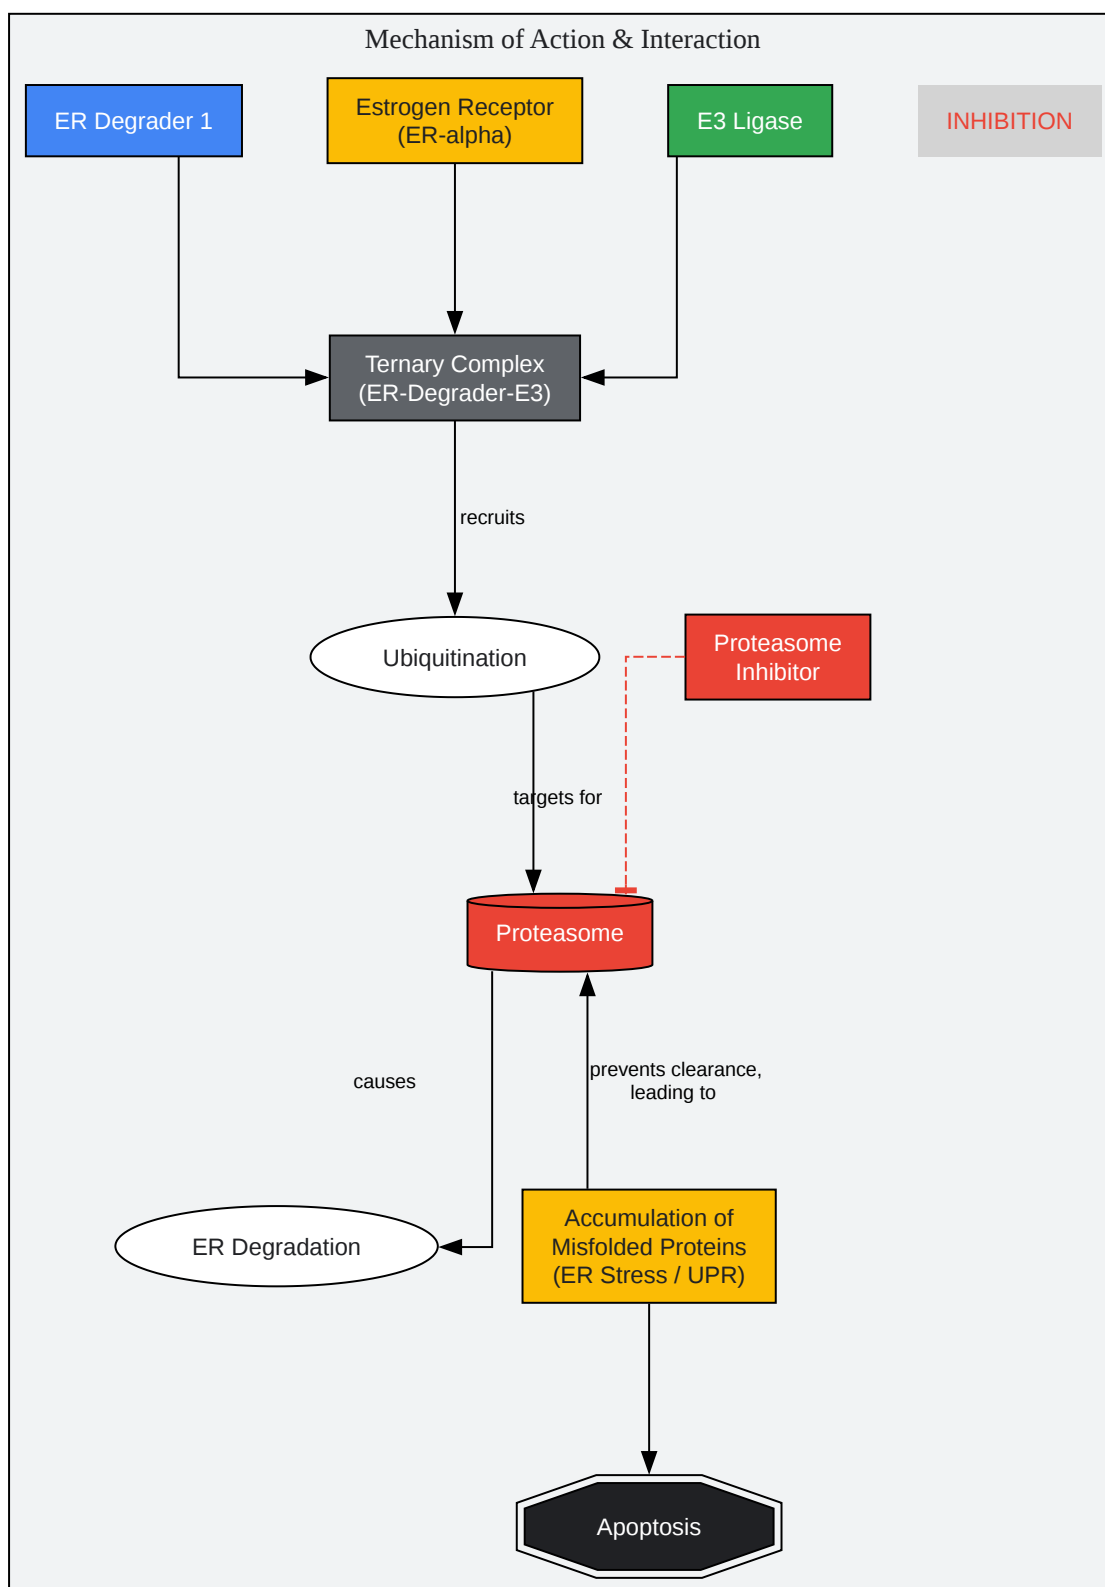 Mechanism of Action & Interaction
ER Degrader 1
Estrogen Receptor
(ER-alpha)
E3 Ligase
INHIBITION
Ternary Complex
(ER-Degrader-E3)
recruits
Ubiquitination
Proteasome
Inhibitor
targets for
Proteasome
causes
prevents clearance,
leading to
ER Degradation
Accumulation of
Misfolded Proteins
(ER Stress / UPR)
Apoptosis